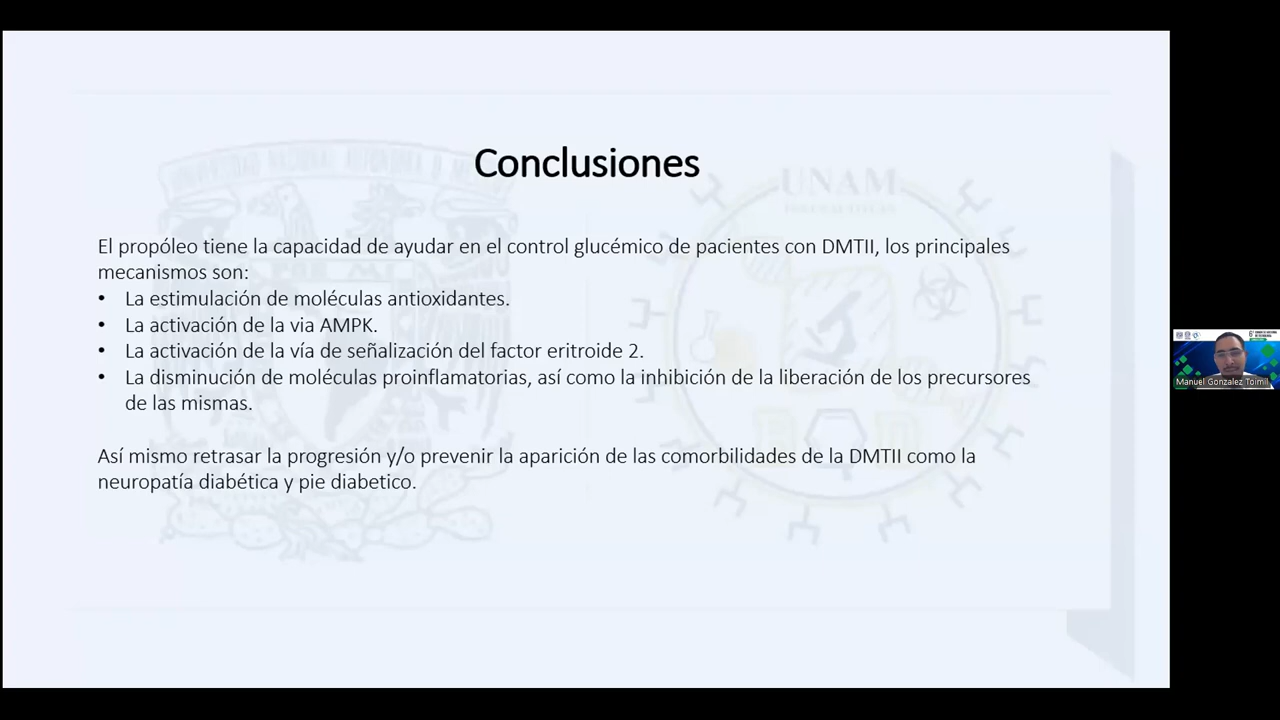 Conclusiones
El propóleo tiene la capacidad de ayudar en el control glucémico de pacientes con DMTII, los principales
mecanismos son:
• La estimulación de moléculas antioxidantes.
• La activación de la via AMPK.
• La activación de la vía de señalización del factor eritroide 2.
• La disminución de moléculas proinflamatorias, así como la inhibición de la liberación de los precursores
de las mismas.
Así mismo retrasar la progresión y/o prevenir la aparición de las comorbilidades de la DMTII como la
neuropatía diabética y pie diabetico.
UNAM
Manuel Gonzalez Toimil